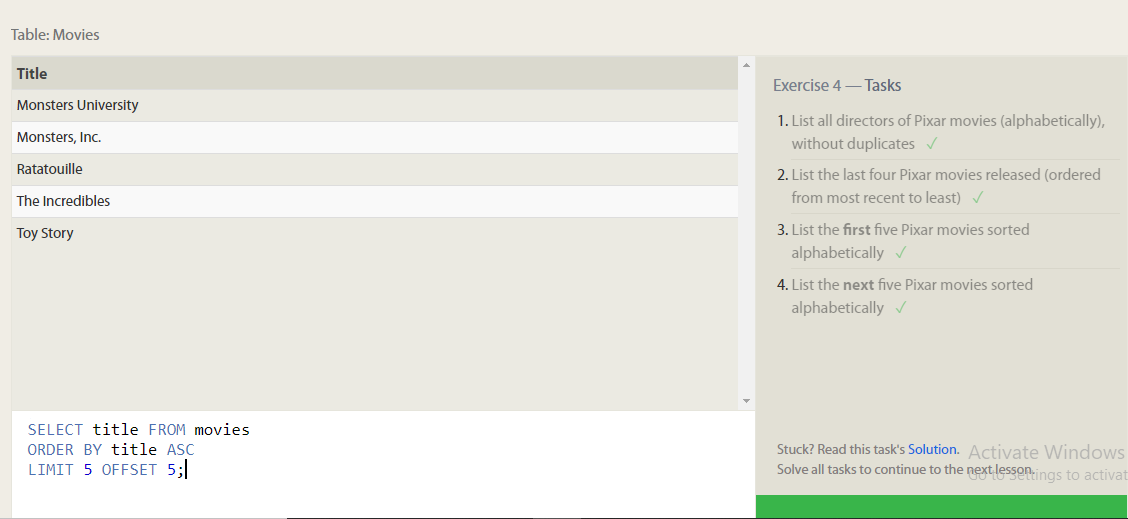 Table: Movies
Title
Monsters University
Monsters, Inc.
Ratatouille
The Incredibles
Toy Story
SELECT title FROM movies
ORDER BY title ASC
LIMIT 5 OFFSET 5;
Exercise 4 — Tasks
1. List all directors of Pixar movies (alphabetically),
without duplicates ✓
2. List the last four Pixar movies released (ordered
from most recent to least) ✓
3. List the first five Pixar movies sorted
alphabetically ✓
4. List the next five Pixar movies sorted
alphabetically ✓
Stuck? Read this task's Solution.
Solve all tasks to continue to the next lesson.
Activate Windows
Go to Settings to activat